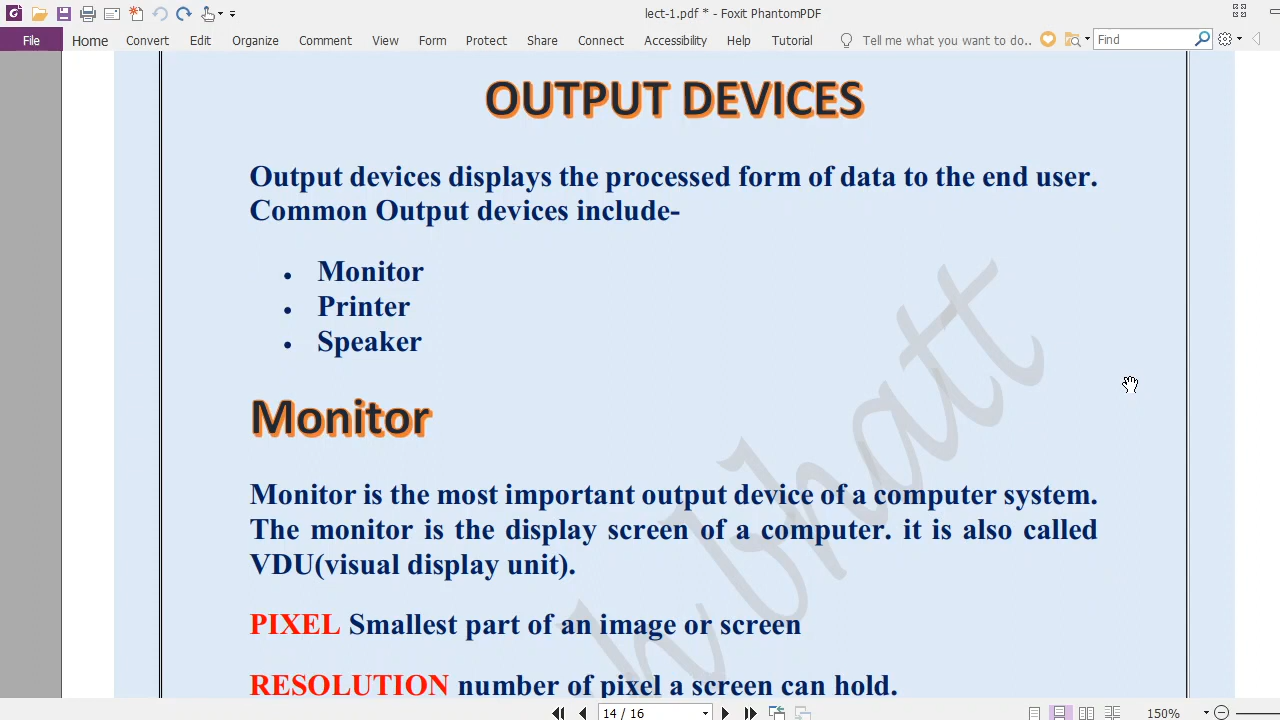 lect-1.pdf * - Foxit PhantomPDF
File Home Convert Edit Organize Comment View Form Protect Share Connect Accessibility Help Tutorial Tell me what you want to do.. Find
OUTPUT DEVICES
Output devices displays the processed form of data to the end user.
Common Output devices include-
• Monitor
• Printer
• Speaker
Monitor
Monitor is the most important output device of a computer system.
The monitor is the display screen of a computer. it is also called
VDU(visual display unit).
PIXEL Smallest part of an image or screen
RESOLUTION number of pixel a screen can hold.
h bhatt
14 / 16 150%